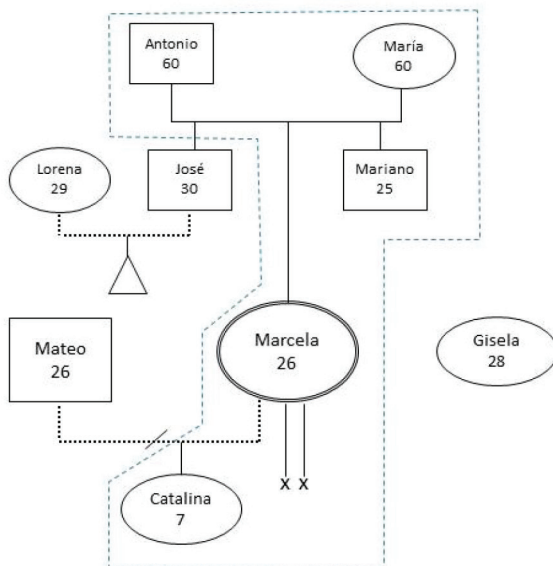 Antonio
60
María
60
Lorena
29
José
30
Mariano
25
Mateo
26
Marcela
26
Gisela
28
X X
Catalina
7